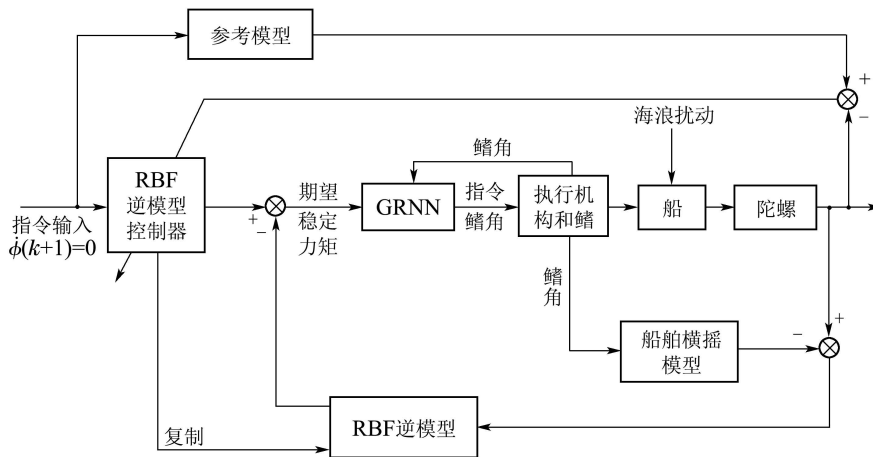 参考模型
+
−
海浪扰动
鳍角
RBF
逆模型
控制器
指令输入
φ̇(k+1)=0
+
−
期望
稳定
力矩
GRNN
指令
鳍角
执行机
构和鳍
船
陀螺
鳍角
船舶横摇
模型
−
+
RBF逆模型
复制